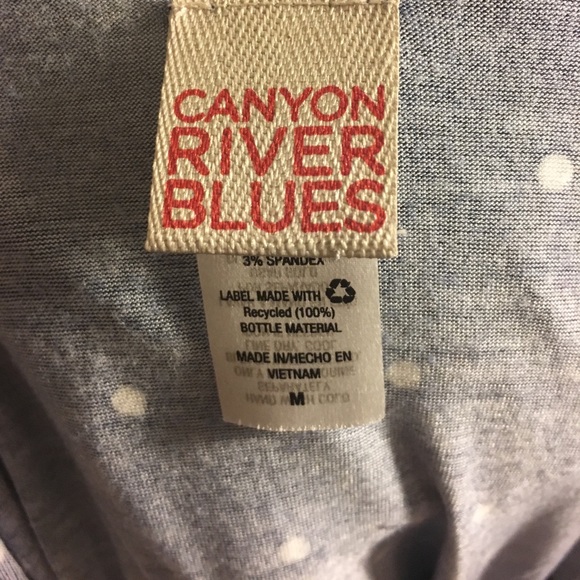 CANYON
RIVER
BLUES
3% SPANDEX
LABEL MADE WITH
Recycled (100%)
BOTTLE MATERIAL
MADE IN/HECHO EN
VIETNAM
M